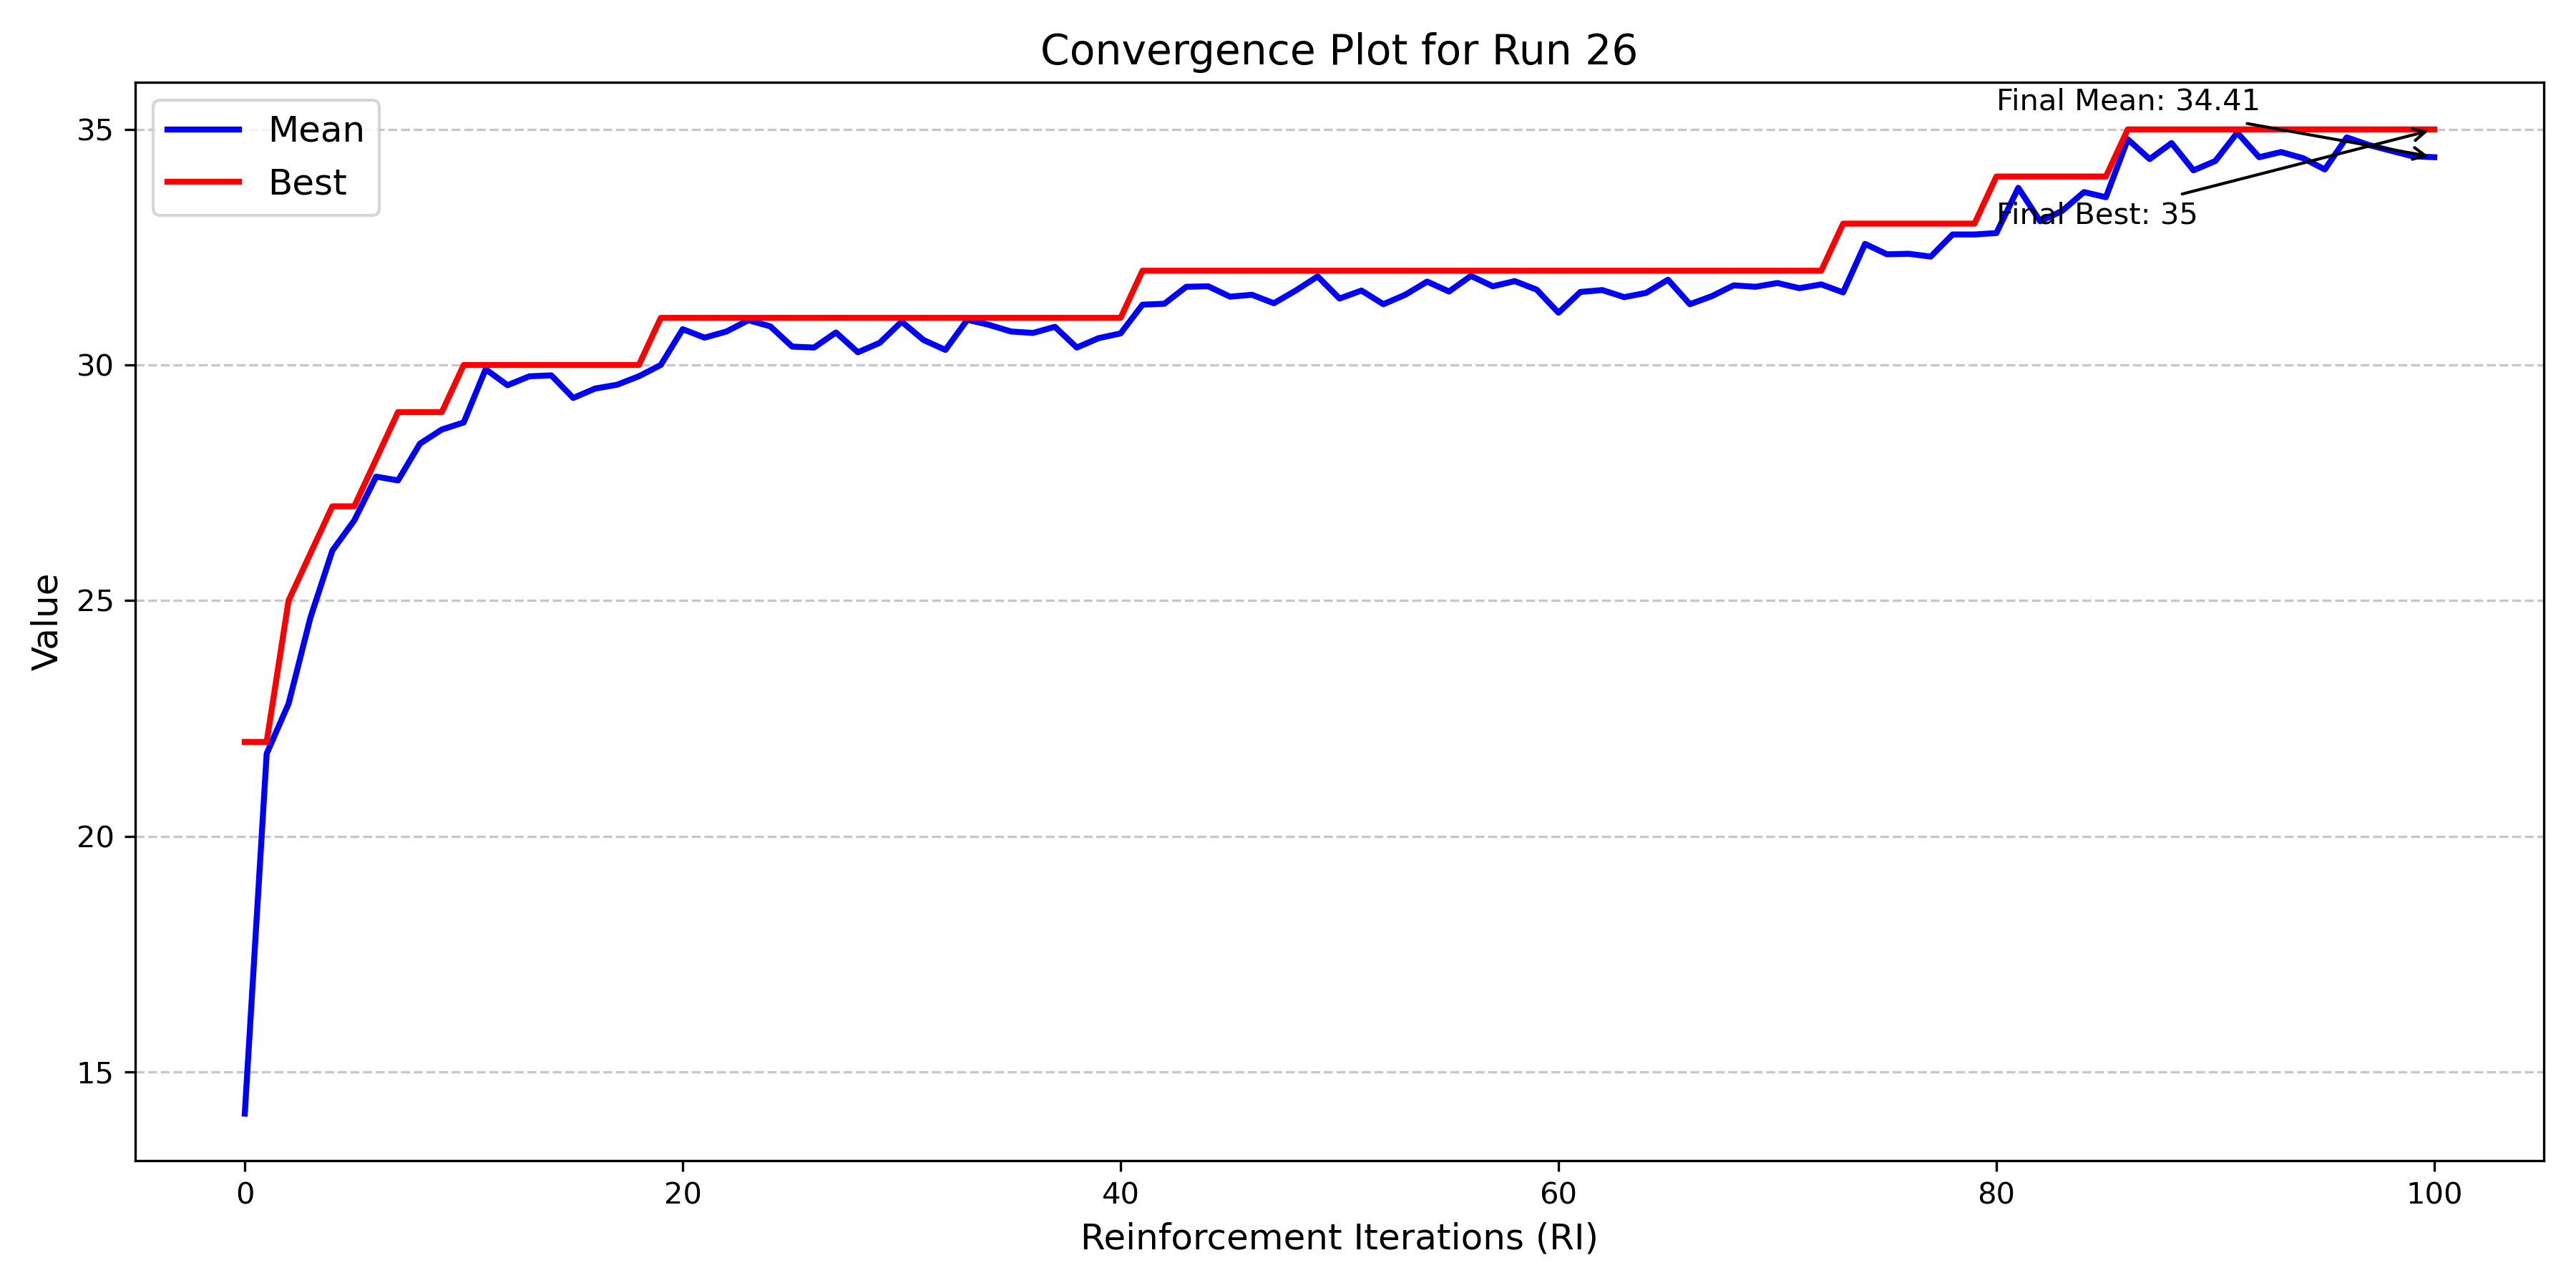 Convergence Plot for Run 26
Mean
Best
Final Mean: 34.41
Final Best: 35
35
30
25
20
15
Value
0 20 40 60 80 100
Reinforcement Iterations (RI)